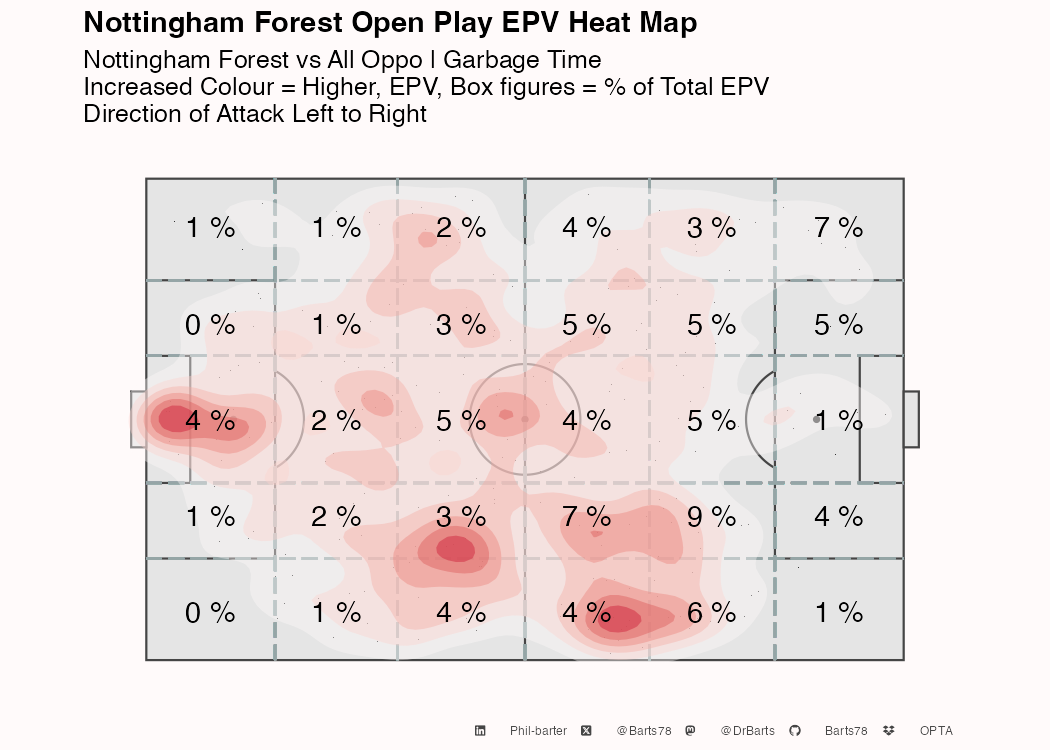 Nottingham Forest Open Play EPV Heat Map
Nottingham Forest vs All Oppo | Garbage Time
Increased Colour = Higher, EPV, Box figures = % of Total EPV
Direction of Attack Left to Right
1 % 1 % 2 % 4 % 3 % 7 %
0 % 1 % 3 % 5 % 5 % 5 %
4 % 2 % 5 % 4 % 5 % 1 %
1 % 2 % 3 % 7 % 9 % 4 %
0 % 1 % 4 % 4 % 6 % 1 %
Phil-barter @Barts78 @DrBarts Barts78 OPTA